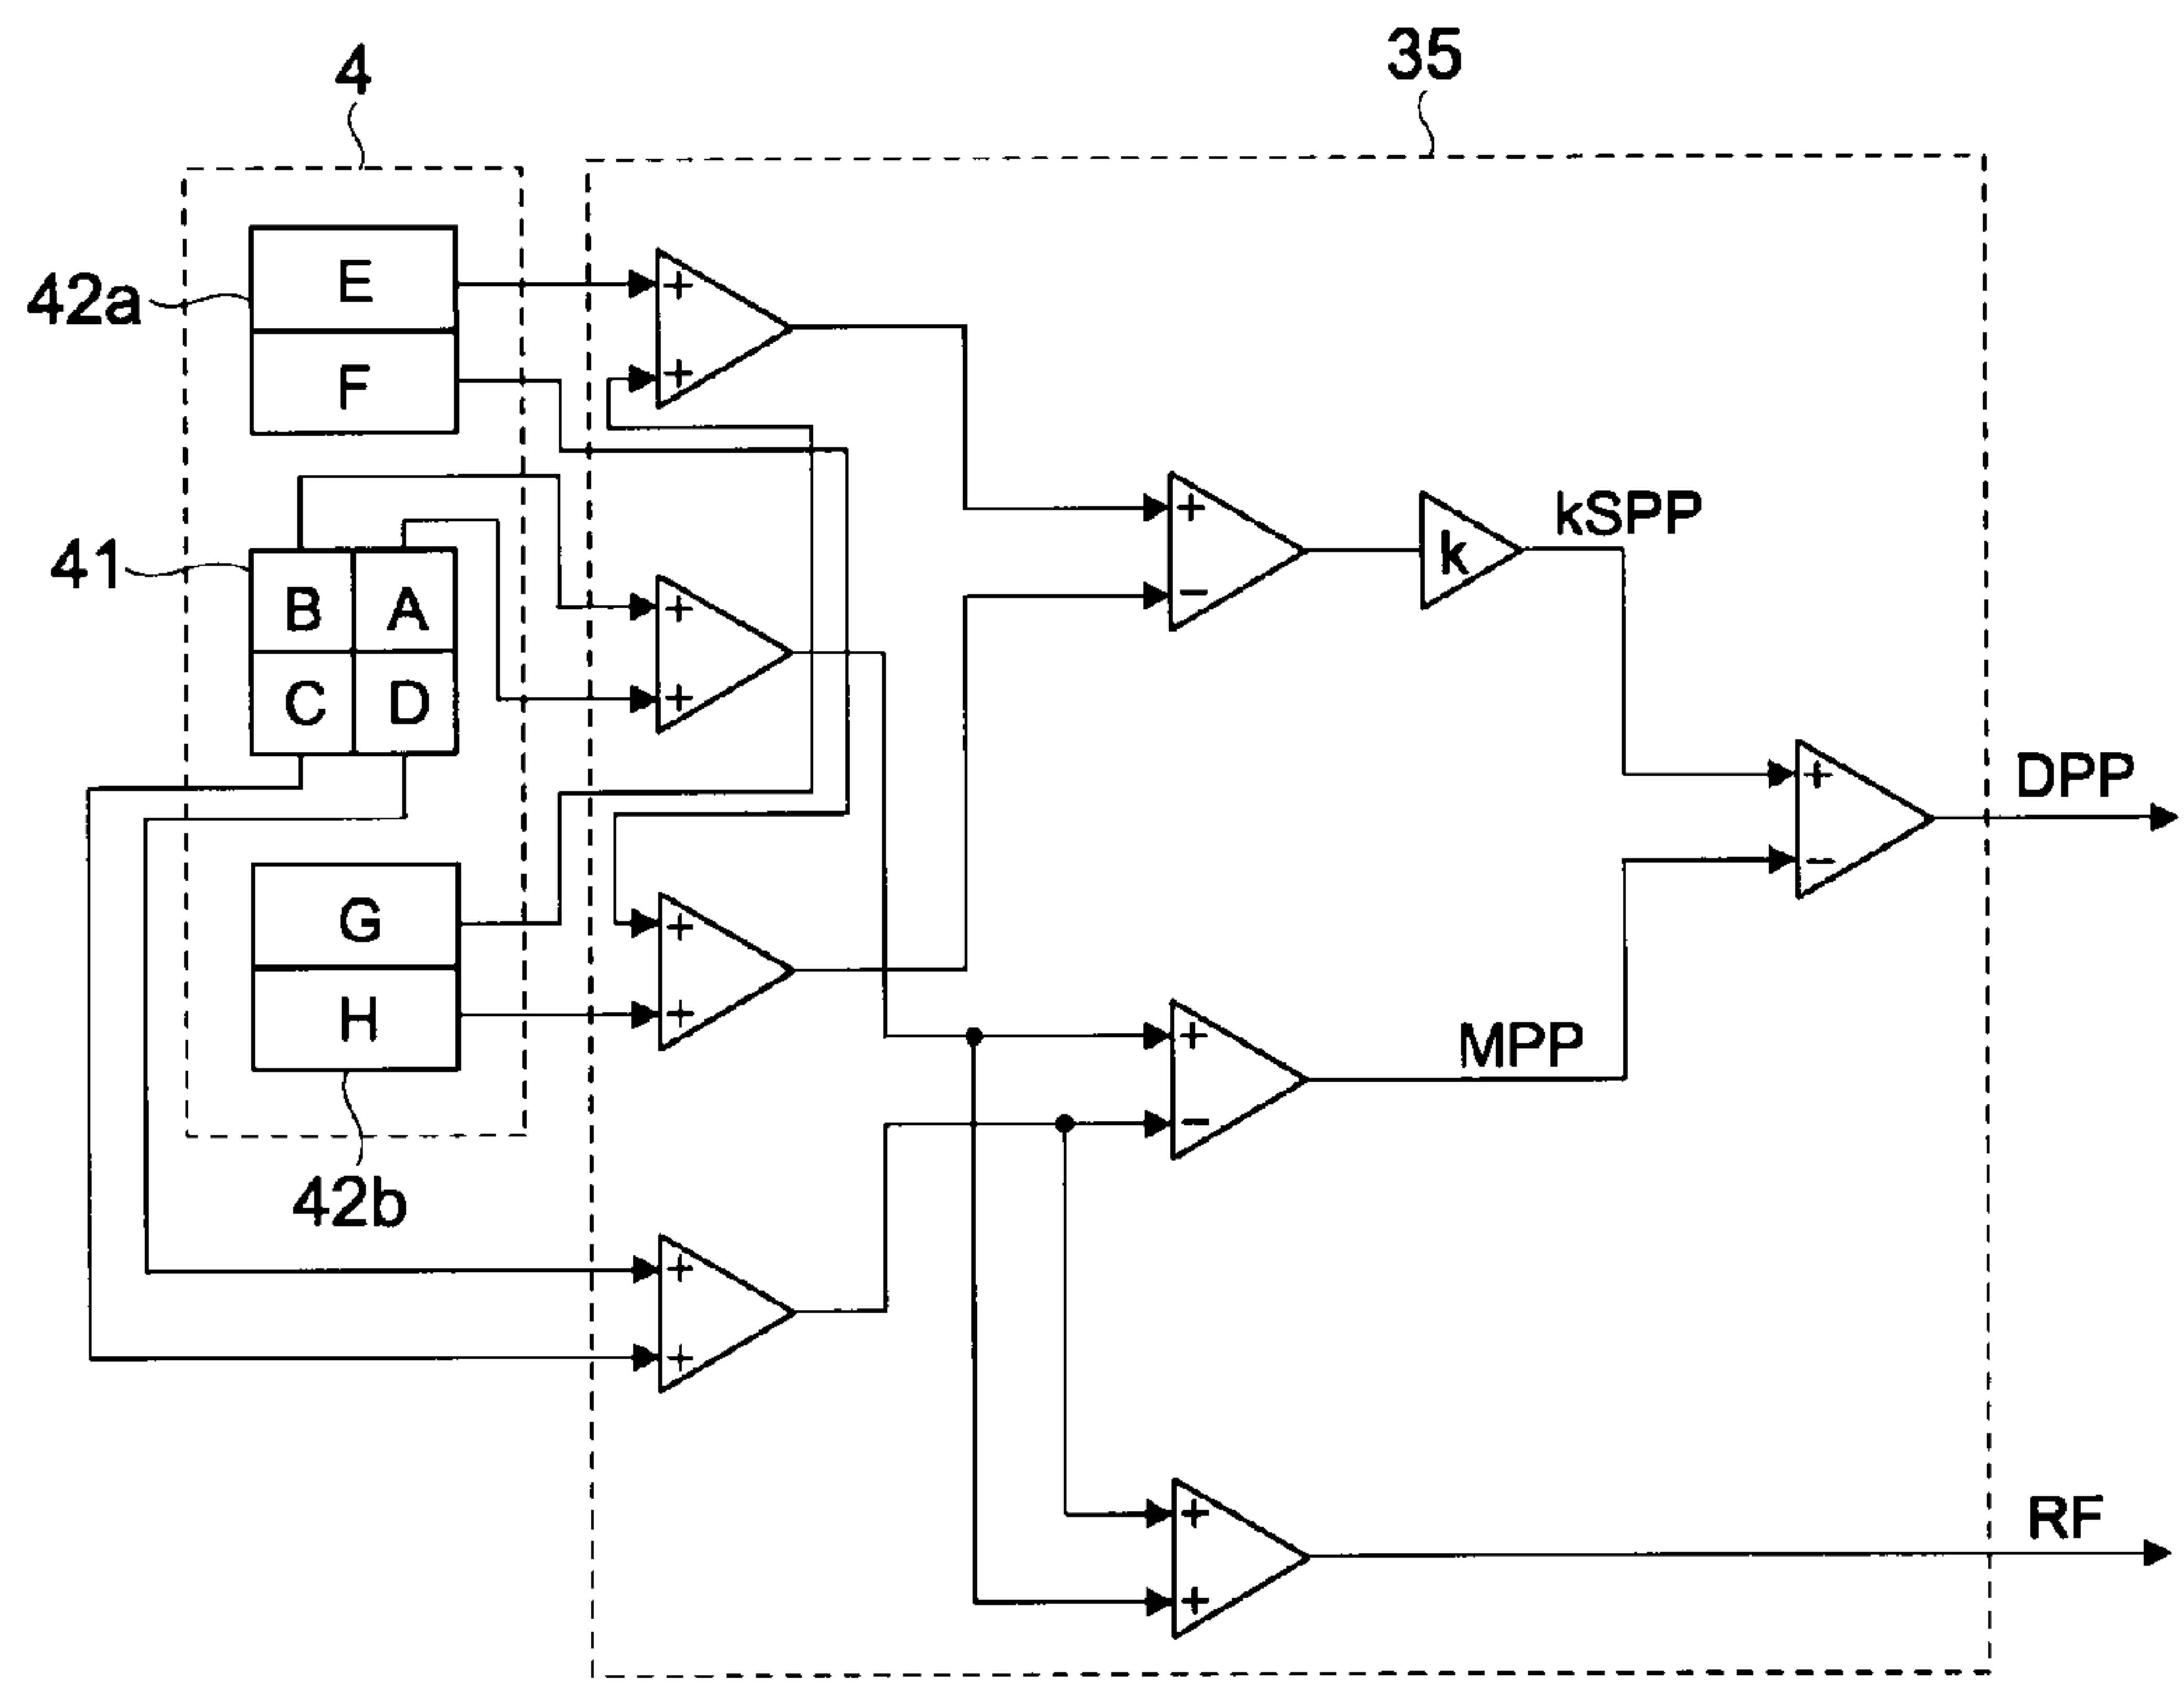 4
35
42a
E
F
+
+
41
B
A
C
D
+
+
+
−
k
kSPP
+
−
DPP
G
H
42b
+
+
+
−
MPP
+
+
+
+
RF